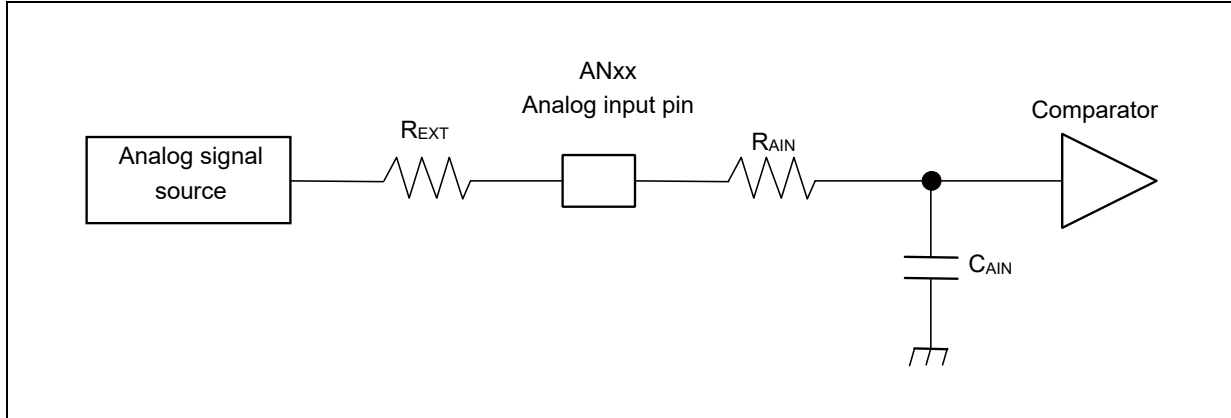 ANxx
Analog input pin
Comparator
REXT
RAIN
Analog signal
source
CAIN